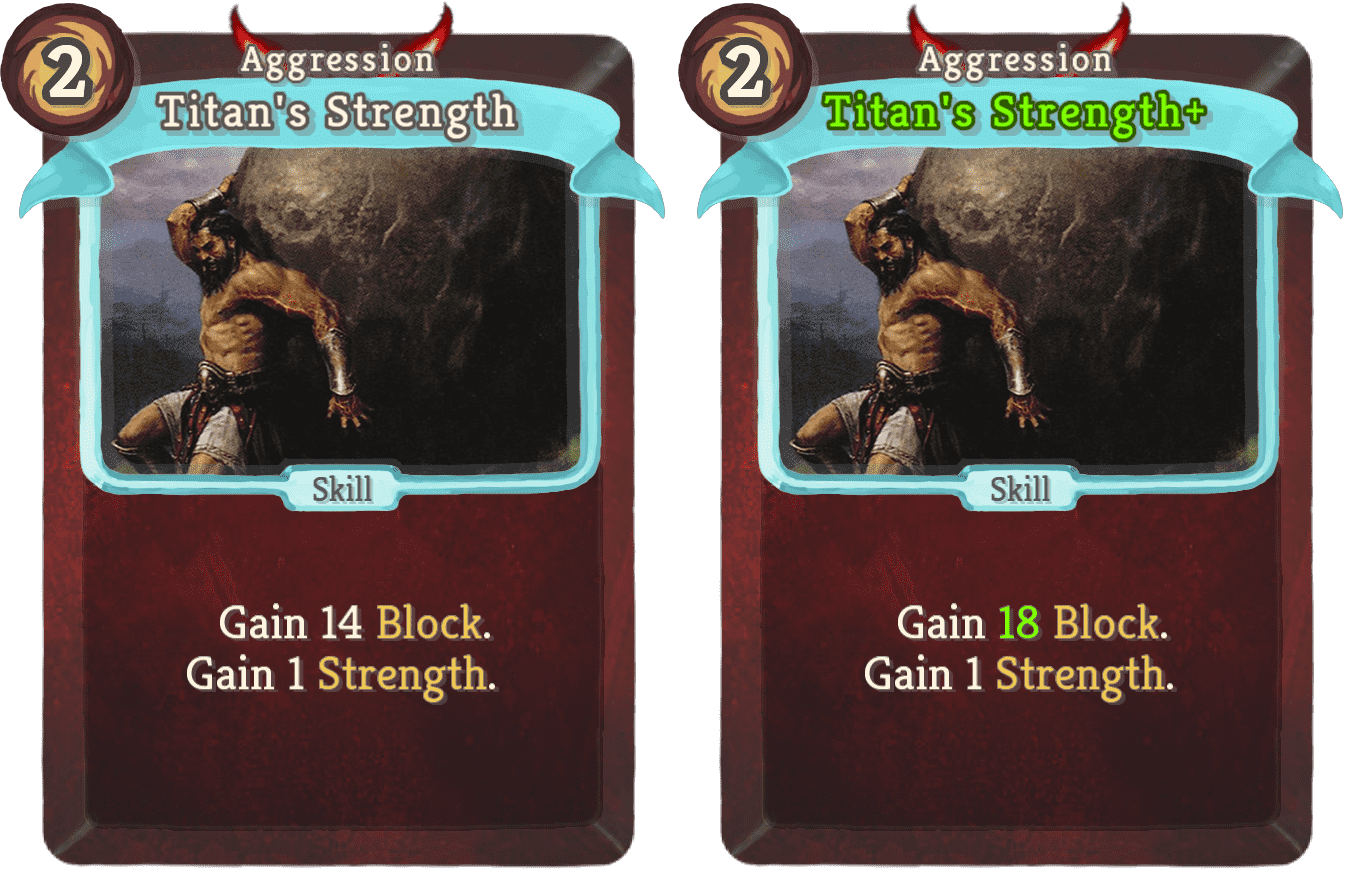 2
Aggression
Titan's Strength
Skill
Gain 14 Block.
Gain 1 Strength.
2
Aggression
Titan's Strength+
Skill
Gain 18 Block.
Gain 1 Strength.